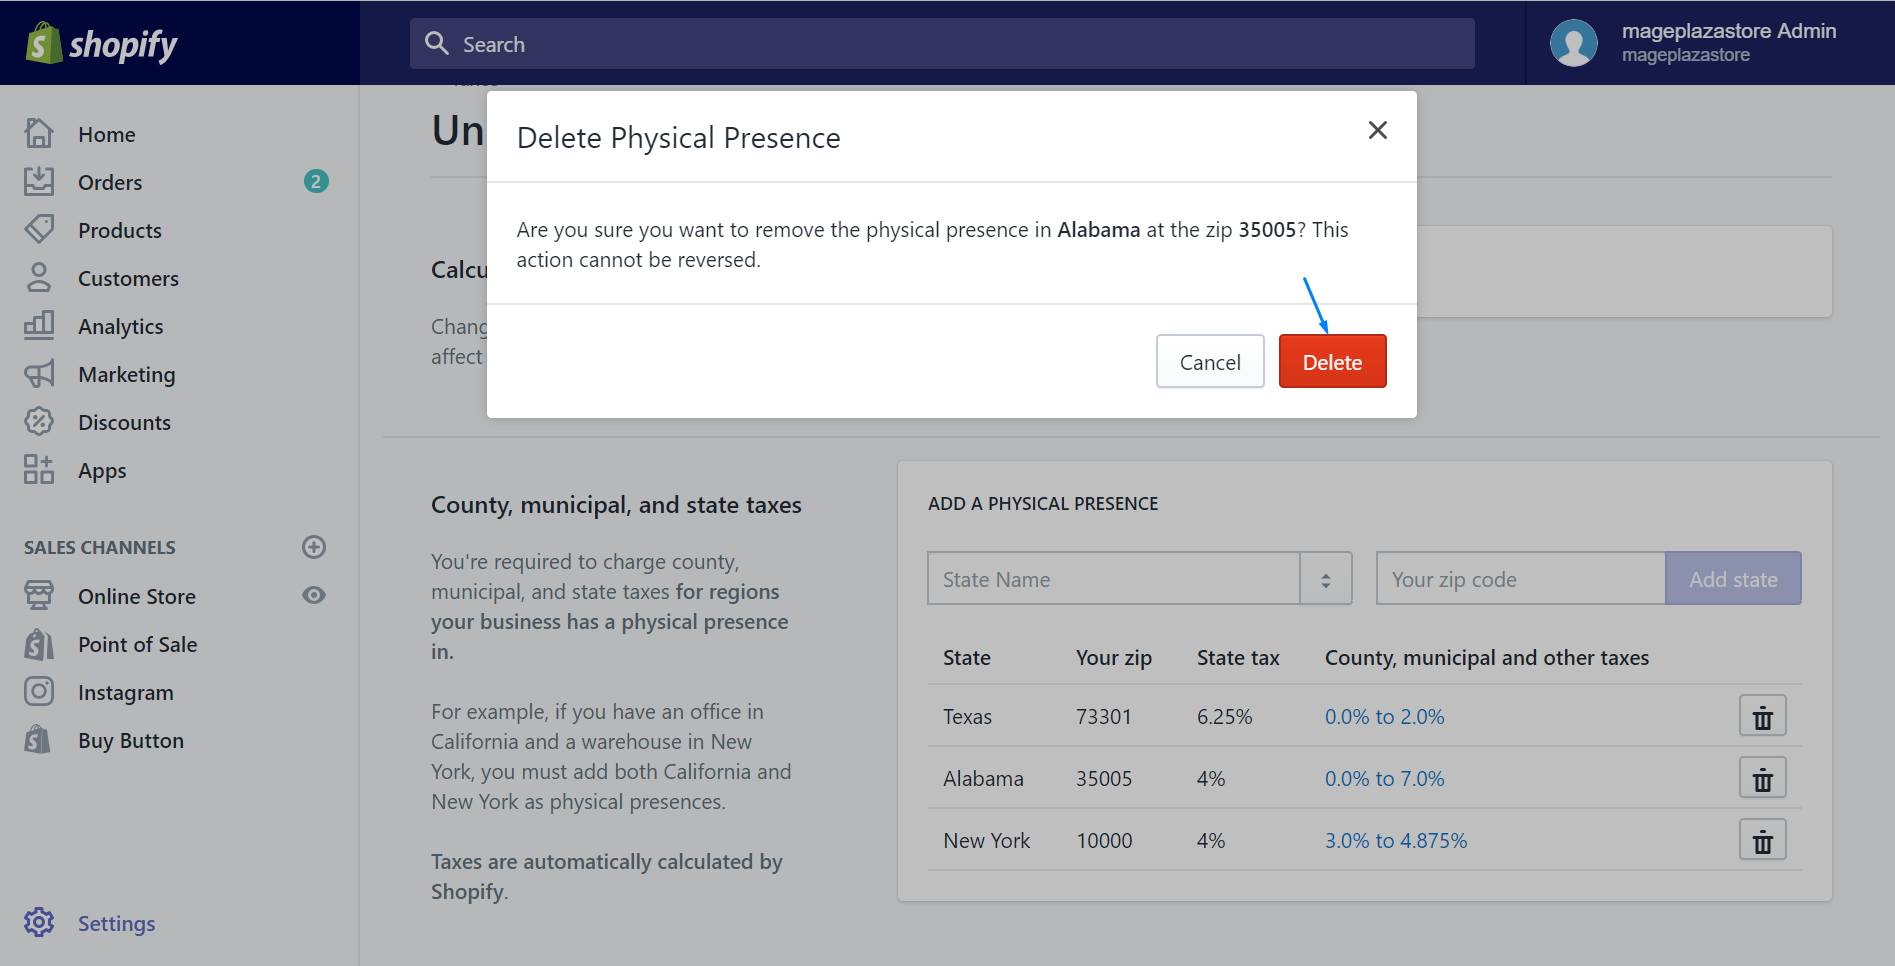 shopify
Search
mageplazastore Admin
mageplazastore
Home
Orders
2
Products
Customers
Analytics
Marketing
Discounts
Apps
SALES CHANNELS
Online Store
Point of Sale
Instagram
Buy Button
Settings
Un
Delete Physical Presence
Are you sure you want to remove the physical presence in Alabama at the zip 35005? This
action cannot be reversed.
Cancel
Delete
Calcu
Chang
affect
County, municipal, and state taxes
You're required to charge county,
municipal, and state taxes for regions
your business has a physical presence
in.
For example, if you have an office in
California and a warehouse in New
York, you must add both California and
New York as physical presences.
Taxes are automatically calculated by
Shopify.
ADD A PHYSICAL PRESENCE
State Name
Your zip code
Add state
State Your zip State tax County, municipal and other taxes
Texas 73301 6.25% 0.0% to 2.0%
Alabama 35005 4% 0.0% to 7.0%
New York 10000 4% 3.0% to 4.875%